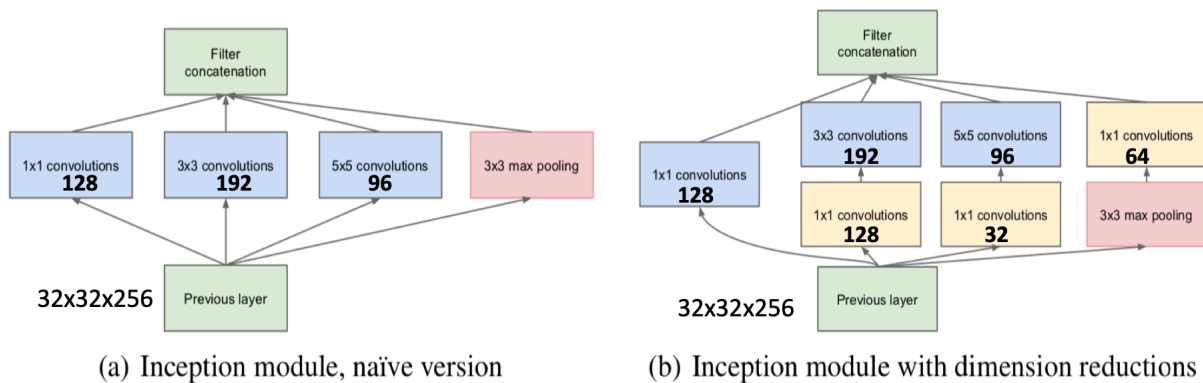 Filter
concatenation
1x1 convolutions
128
3x3 convolutions
192
5x5 convolutions
96
3x3 max pooling
32x32x256
Previous layer
(a) Inception module, naïve version
Filter
concatenation
3x3 convolutions
192
5x5 convolutions
96
1x1 convolutions
64
1x1 convolutions
128
1x1 convolutions
128
1x1 convolutions
32
3x3 max pooling
32x32x256
Previous layer
(b) Inception module with dimension reductions